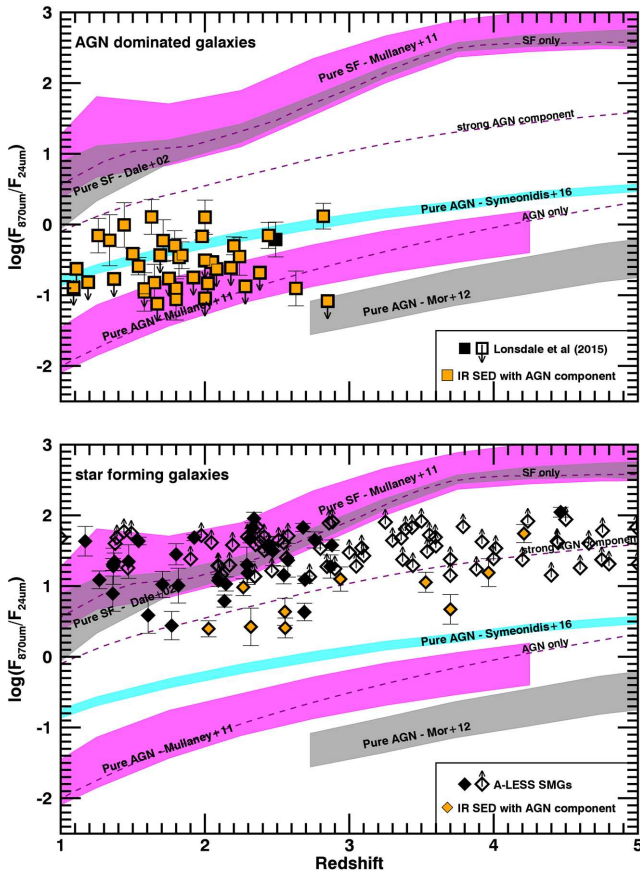 AGN dominated galaxies
Pure SF - Mullaney+11
SF only
Pure SF - Dale+02
strong AGN component
Pure AGN - Symeonidis+16
AGN only
Pure AGN - Mullaney+11
Pure AGN - Mor+12
Lonsdale et al (2015)
IR SED with AGN component
log(F870um/F24um)
3
2
1
0
-1
-2
star forming galaxies
Pure SF - Mullaney+11
SF only
Pure SF - Dale+02
strong AGN component
Pure AGN - Symeonidis+16
AGN only
Pure AGN - Mullaney+11
Pure AGN - Mor+12
A-LESS SMGs
IR SED with AGN component
log(F870um/F24um)
3
2
1
0
-1
-2
1 2 3 4 5
Redshift